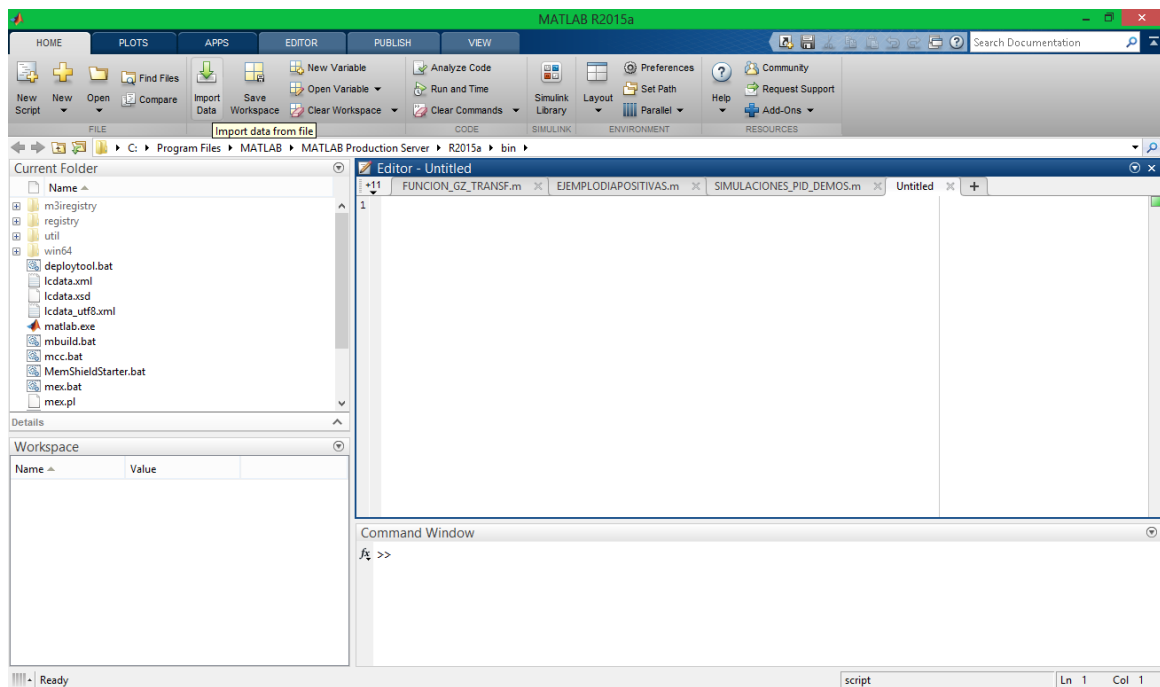 MATLAB R2015a
HOME PLOTS APPS EDITOR PUBLISH VIEW Search Documentation
New Script New Open Find Files Compare Import Data Save Workspace New Variable Open Variable Clear Workspace Analyze Code Run and Time Clear Commands Simulink Library Layout Preferences Set Path Parallel Help Community Request Support Add-Ons
FILE CODE SIMULINK ENVIRONMENT RESOURCES
Import data from file
C: Program Files MATLAB MATLAB Production Server R2015a bin
Current Folder
Name
m3iregistry
registry
util
win64
deploytool.bat
lcdata.xml
lcdata.xsd
lcdata_utf8.xml
matlab.exe
mbuild.bat
mcc.bat
MemShieldStarter.bat
mex.bat
mex.pl
Details
Workspace
Name Value
Editor - Untitled
+11 FUNCION_GZ_TRANSF.m EJEMPLODIAPOSITIVAS.m SIMULACIONES_PID_DEMOS.m Untitled +
1
Command Window
fx >>
Ready script Ln 1 Col 1